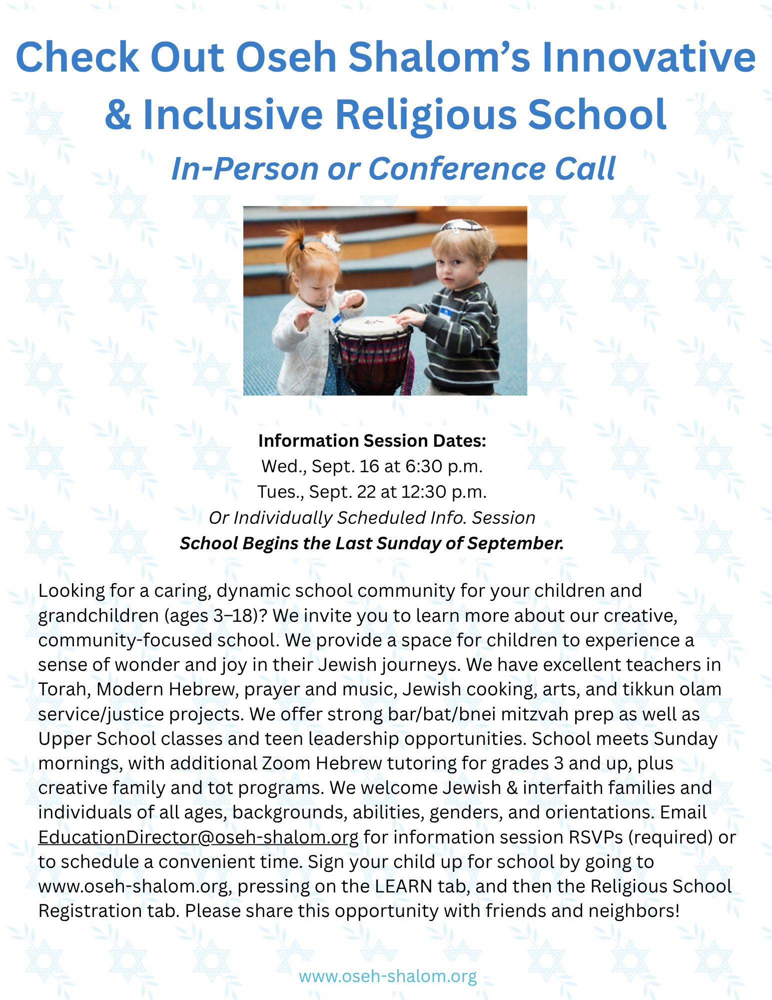 Check Out Oseh Shalom’s Innovative
& Inclusive Religious School
In-Person or Conference Call
Information Session Dates:
Wed., Sept. 16 at 6:30 p.m.
Tues., Sept. 22 at 12:30 p.m.
Or Individually Scheduled Info. Session
School Begins the Last Sunday of September.
Looking for a caring, dynamic school community for your children and
grandchildren (ages 3–18)? We invite you to learn more about our creative,
community-focused school. We provide a space for children to experience a
sense of wonder and joy in their Jewish journeys. We have excellent teachers in
Torah, Modern Hebrew, prayer and music, Jewish cooking, arts, and tikkun olam
service/justice projects. We offer strong bar/bat/bnei mitzvah prep as well as
Upper School classes and teen leadership opportunities. School meets Sunday
mornings, with additional Zoom Hebrew tutoring for grades 3 and up, plus
creative family and tot programs. We welcome Jewish & interfaith families and
individuals of all ages, backgrounds, abilities, genders, and orientations. Email
EducationDirector@oseh-shalom.org for information session RSVPs (required) or
to schedule a convenient time. Sign your child up for school by going to
www.oseh-shalom.org, pressing on the LEARN tab, and then the Religious School
Registration tab. Please share this opportunity with friends and neighbors!
www.oseh-shalom.org